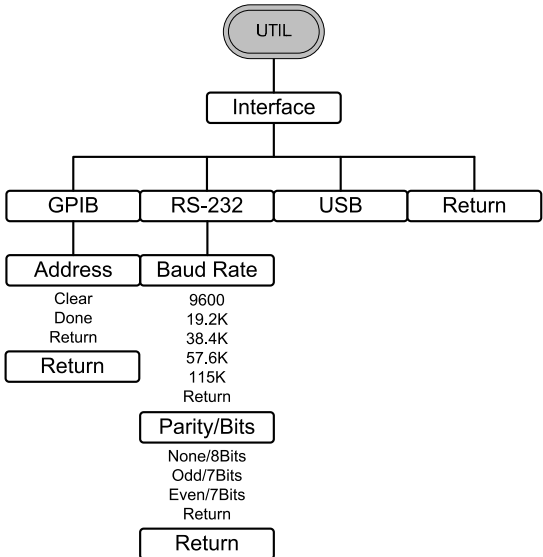 UTIL
Interface
GPIB
RS-232
USB
Return
Address
Clear
Done
Return
Return
Baud Rate
9600
19.2K
38.4K
57.6K
115K
Return
Parity/Bits
None/8Bits
Odd/7Bits
Even/7Bits
Return
Return